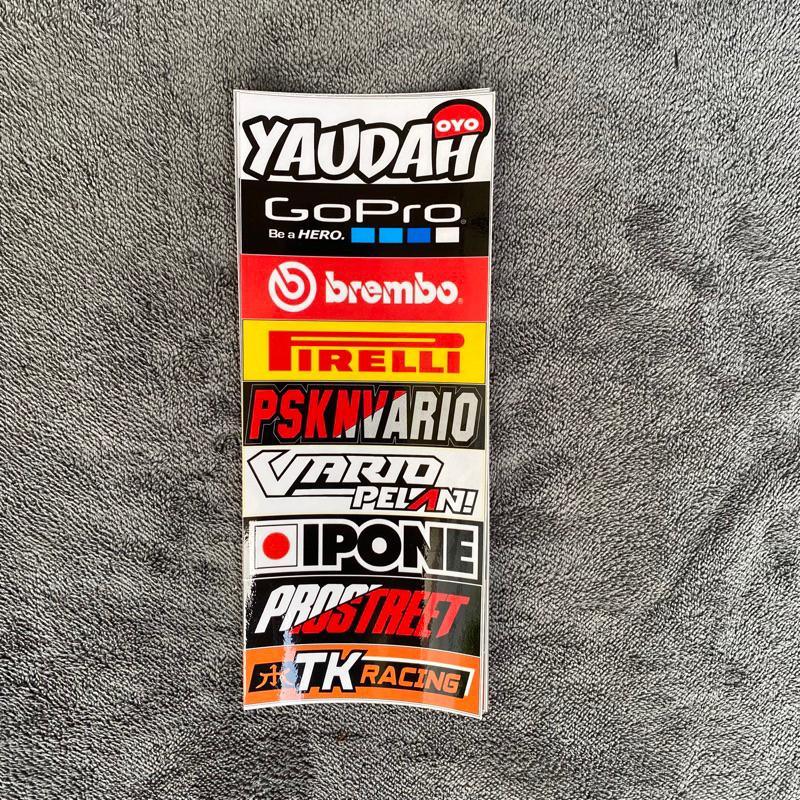 YAUDAH
OYO
GoPro
Be a HERO.
brembo
PIRELLI
PSKNVARIO
VARIO
PELAN!
IPONE
PROSTREET
TK RACING